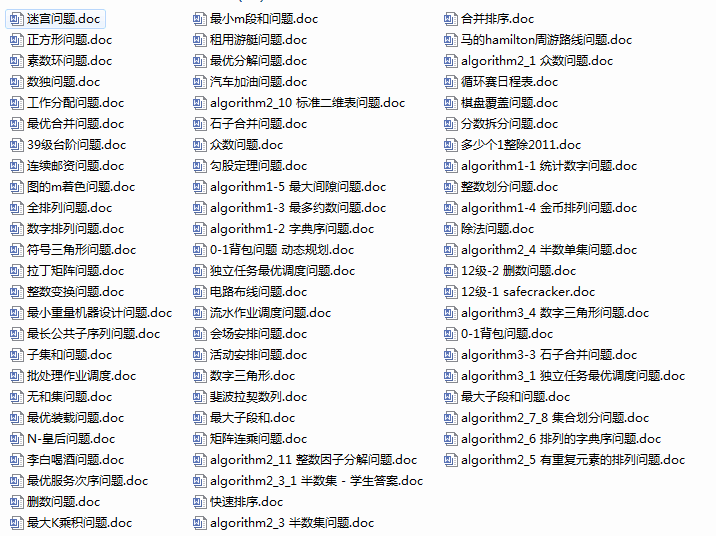 迷宫问题.doc
正方形问题.doc
素数环问题.doc
数独问题.doc
工作分配问题.doc
最优合并问题.doc
39级台阶问题.doc
连续邮资问题.doc
图的m着色问题.doc
全排列问题.doc
数字排列问题.doc
符号三角形问题.doc
拉丁矩阵问题.doc
整数变换问题.doc
最小重量机器设计问题.doc
最长公共子序列问题.doc
子集和问题.doc
批处理作业调度.doc
无和集问题.doc
最优装载问题.doc
N-皇后问题.doc
李白喝酒问题.doc
最优服务次序问题.doc
删数问题.doc
最大K乘积问题.doc
最小m段和问题.doc
租用游艇问题.doc
最优分解问题.doc
汽车加油问题.doc
algorithm2_10 标准二维表问题.doc
石子合并问题.doc
众数问题.doc
勾股定理问题.doc
algorithm1-5 最大间隙问题.doc
algorithm1-3 最多约数问题.doc
algorithm1-2 字典序问题.doc
0-1背包问题 动态规划.doc
独立任务最优调度问题.doc
电路布线问题.doc
流水作业调度问题.doc
会场安排问题.doc
活动安排问题.doc
数字三角形.doc
斐波拉契数列.doc
最大子段和.doc
矩阵连乘问题.doc
algorithm2_11 整数因子分解问题.doc
algorithm2_3_1 半数集 - 学生答案.doc
快速排序.doc
algorithm2_3 半数集问题.doc
合并排序.doc
马的hamilton周游路线问题.doc
algorithm2_1 众数问题.doc
循环赛日程表.doc
棋盘覆盖问题.doc
分数拆分问题.doc
多少个1整除2011.doc
algorithm1-1 统计数字问题.doc
整数划分问题.doc
algorithm1-4 金币排列问题.doc
除法问题.doc
algorithm2_4 半数单集问题.doc
12级-2 删数问题.doc
12级-1 safecracker.doc
algorithm3_4 数字三角形问题.doc
0-1背包问题.doc
algorithm3-3 石子合并问题.doc
algorithm3_1 独立任务最优调度问题.doc
最大子段和问题.doc
algorithm2_7_8 集合划分问题.doc
algorithm2_6 排列的字典序问题.doc
algorithm2_5 有重复元素的排列问题.doc